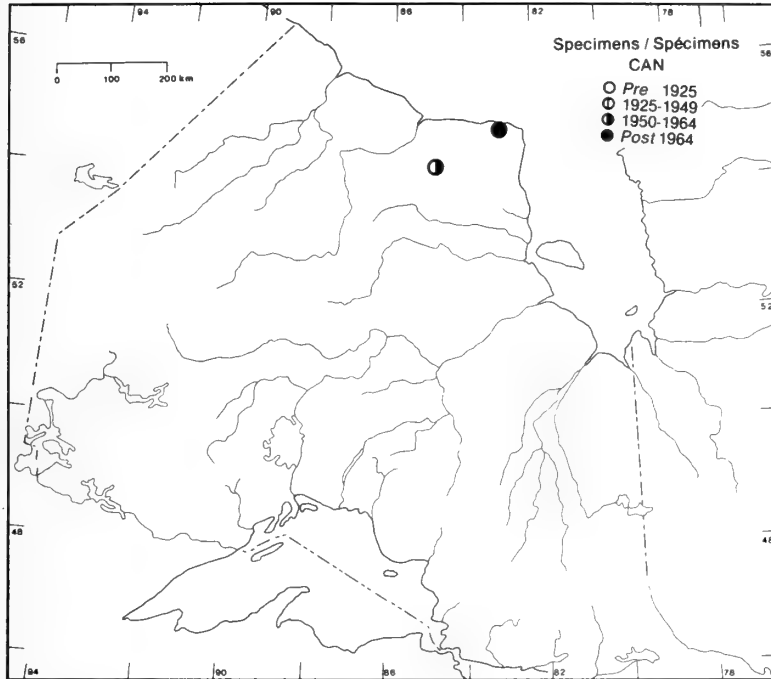 94 90 86 82 78
56 56
Specimens / Spécimens
CAN
Pre 1925
1925-1949
1950-1964
Post 1964
0 100 200 km
52 52
48 48
94 90 86 82 78